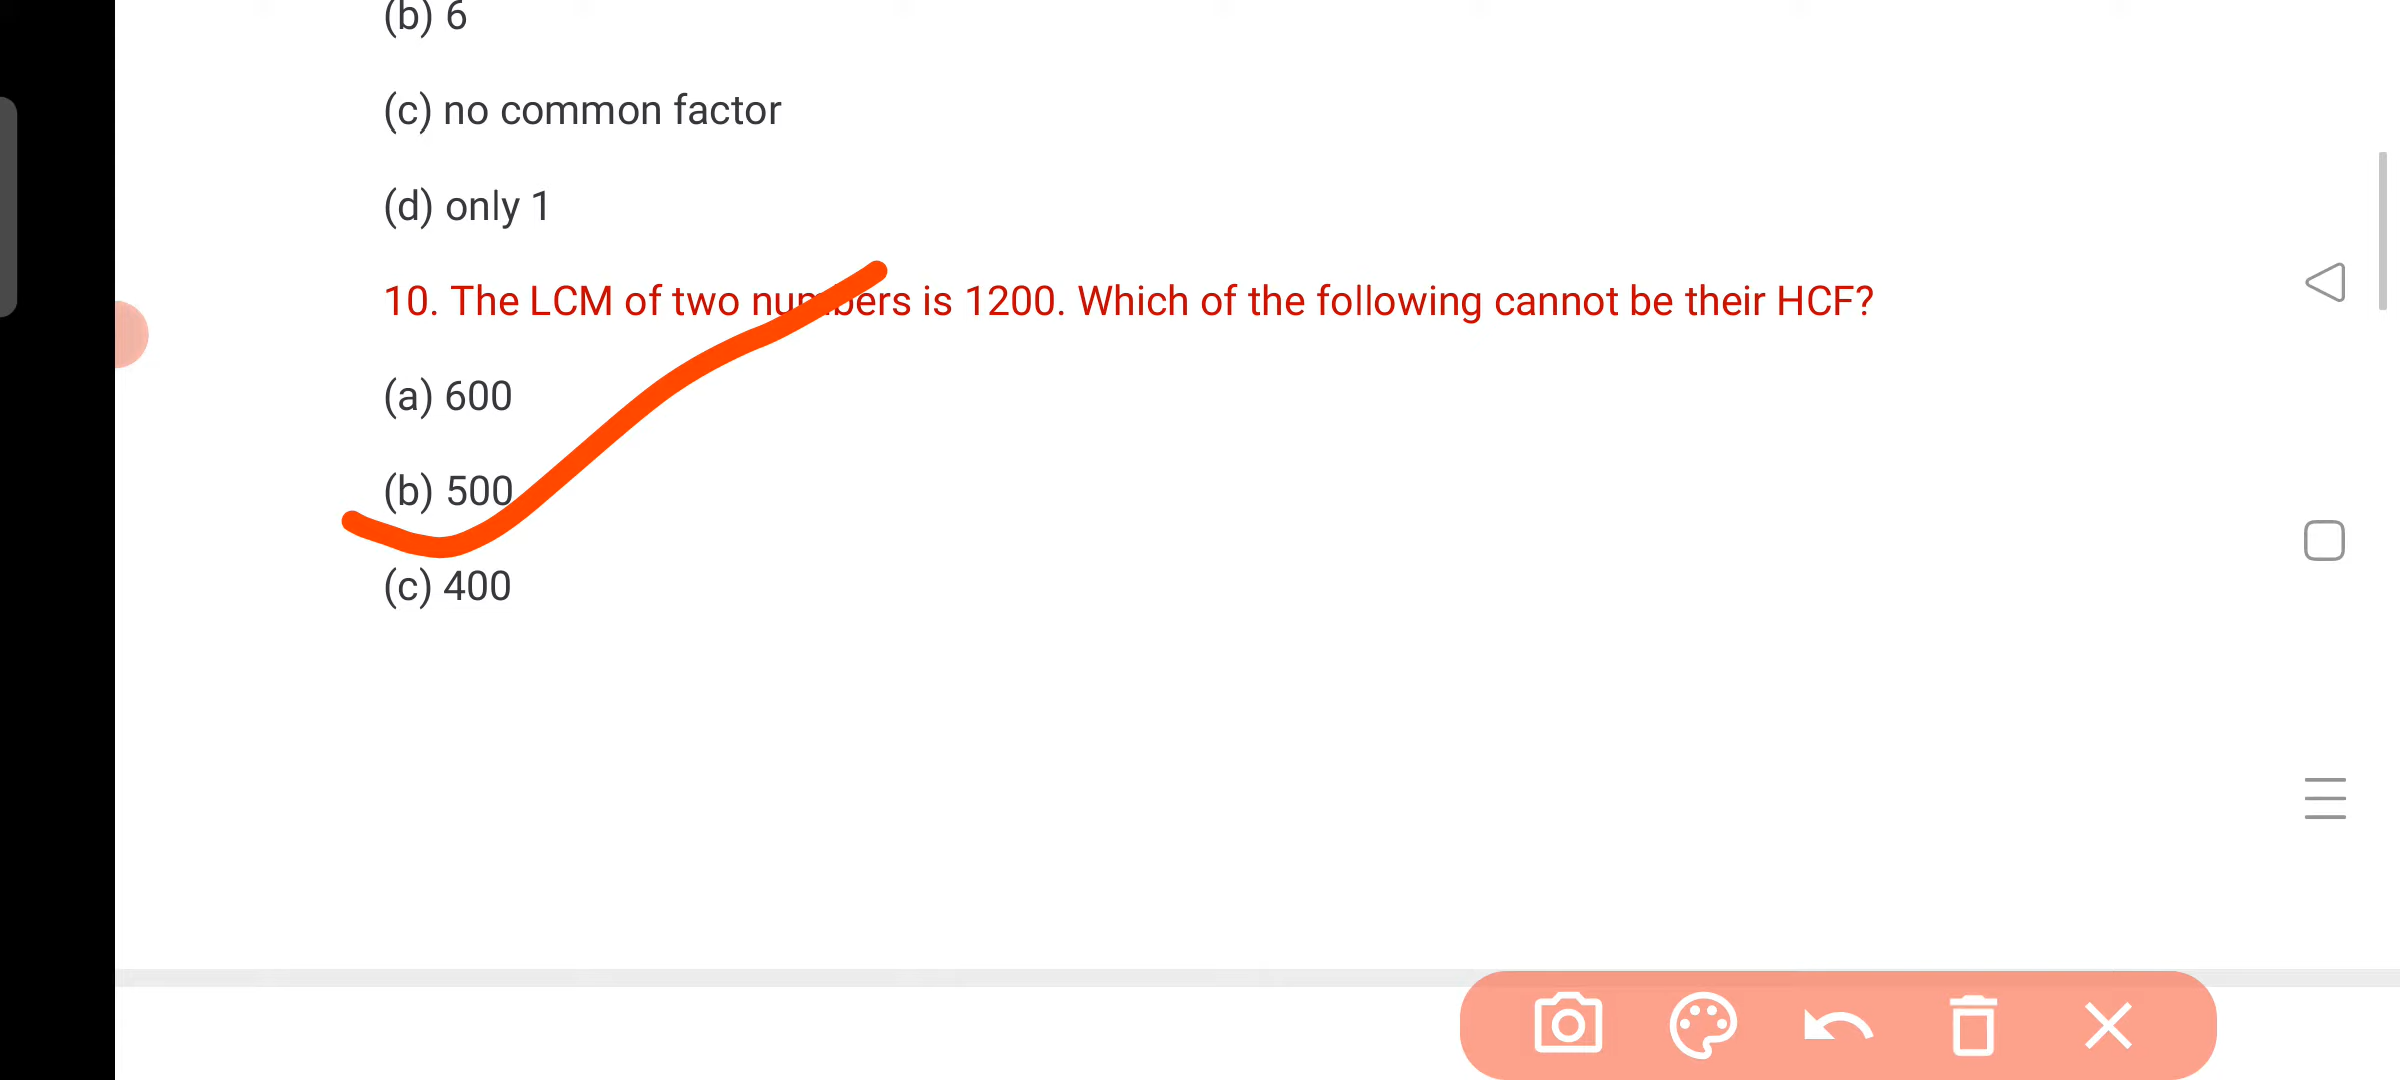 (b) 6
(c) no common factor
(d) only 1
10. The LCM of two numbers is 1200. Which of the following cannot be their HCF?
(a) 600
(b) 500
(c) 400